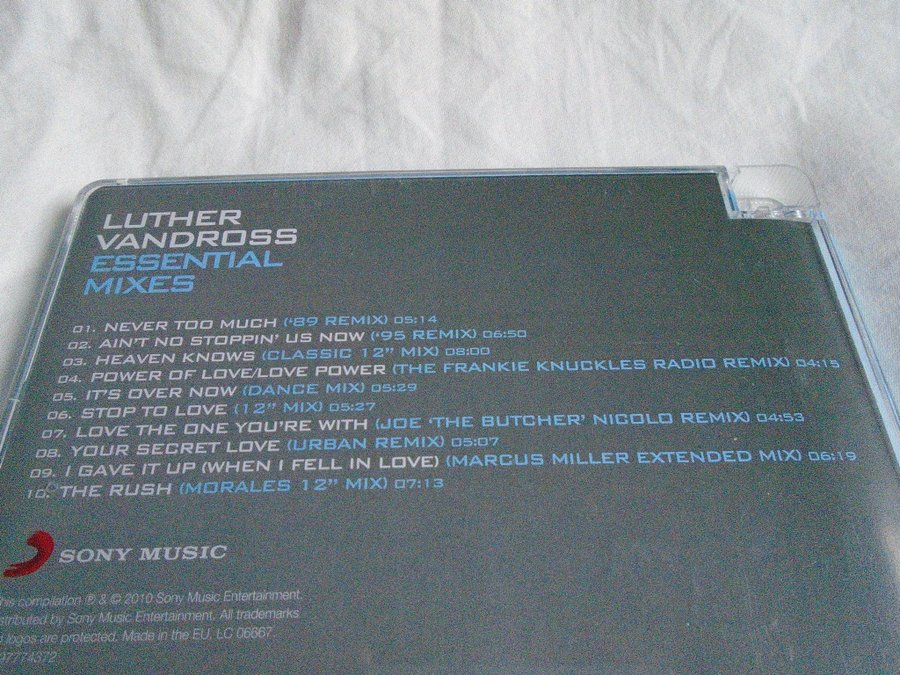 LUTHER
VANDROSS
ESSENTIAL
MIXES
01. NEVER TOO MUCH ('89 REMIX) 05:14
02. AIN'T NO STOPPIN' US NOW ('95 REMIX) 06:50
03. HEAVEN KNOWS (CLASSIC 12" MIX) 08:00
04. POWER OF LOVE/LOVE POWER (THE FRANKIE KNUCKLES RADIO REMIX) 04:15
05. IT'S OVER NOW (DANCE MIX) 05:29
06. STOP TO LOVE (12" MIX) 05:27
07. LOVE THE ONE YOU'RE WITH (JOE 'THE BUTCHER' NICOLO REMIX) 04:53
08. YOUR SECRET LOVE (URBAN REMIX) 05:07
09. I GAVE IT UP (WHEN I FELL IN LOVE) (MARCUS MILLER EXTENDED MIX) 06:19
10. THE RUSH (MORALES 12" MIX) 07:13
SONY MUSIC
his compilation ℗ & © 2010 Sony Music Entertainment.
istributed by Sony Music Entertainment. All trademarks
logos are protected. Made in the EU. LC 06667.
97774372